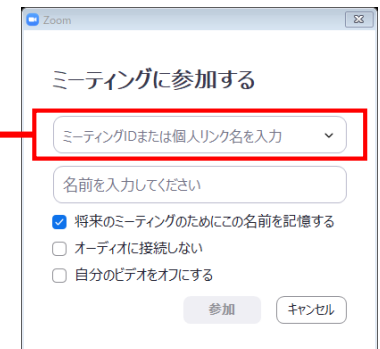 Zoom
ミーティングに参加する
ミーティングIDまたは個人リンク名を入力
名前を入力してください
将来のミーティングのためにこの名前を記憶する
オーディオに接続しない
自分のビデオをオフにする
参加 キャンセル